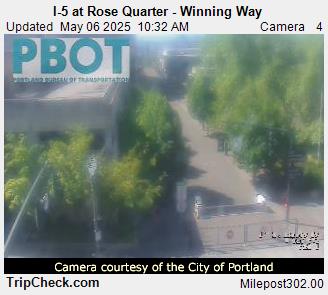 I-5 at Rose Quarter - Winning Way
Updated May 06 2025 10:32 AM Camera 4
PBOT
PORTLAND BUREAU OF TRANSPORTATION
Camera courtesy of the City of Portland
TripCheck.com Milepost302.00